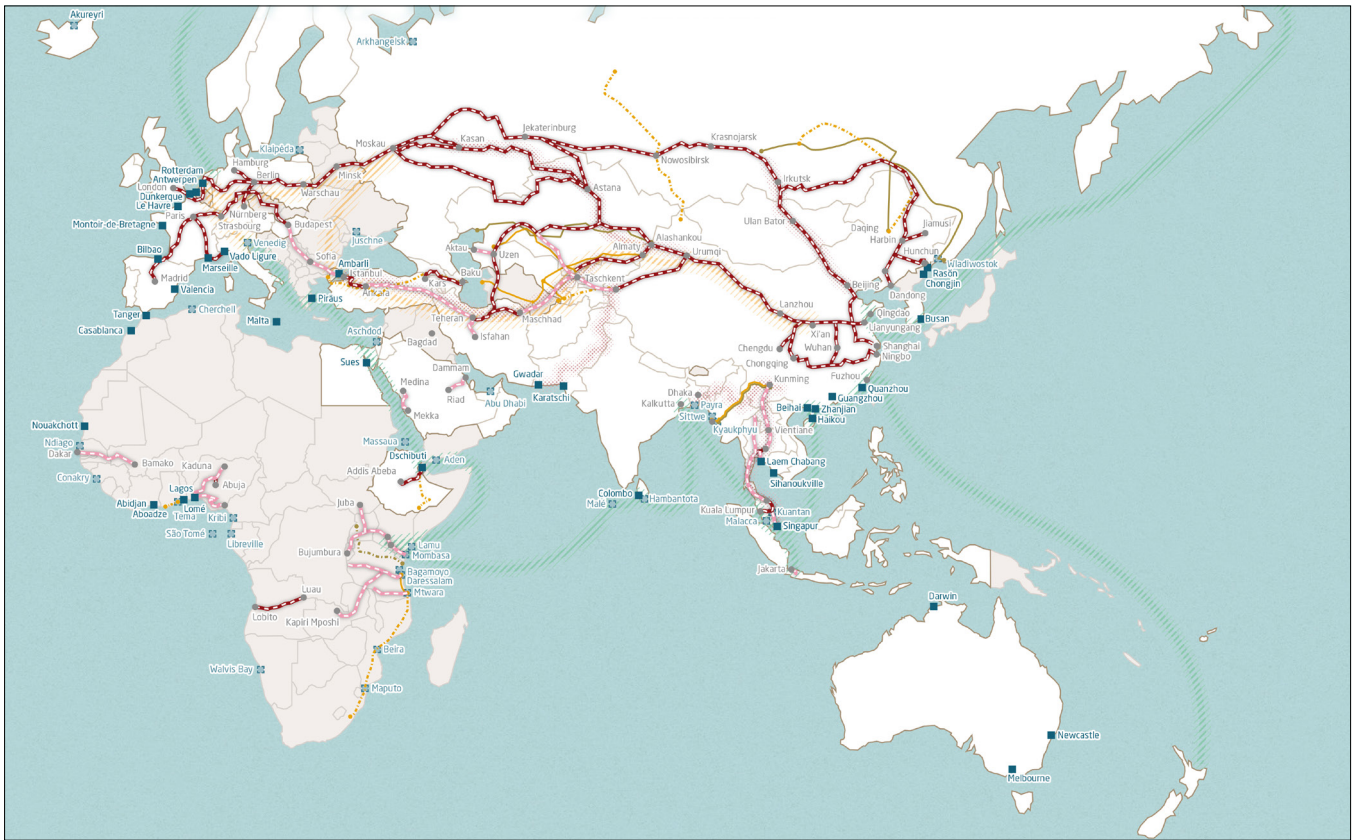 Akureyri
Arkhangelsk
Klaipėda
Moskau
Kasan
Jekaterinburg
Krasnojarsk
Nowosibirsk
Irkutsk
Rotterdam
Antwerpen
Hamburg
Berlin
Minsk
London
Dünkerque
Le Havre
Warschau
Astana
Paris
Nürnberg
Strasbourg
Budapest
Montoir-de-Bretagne
Venedig
Juschne
Ulan Bator
Daqing
Jiamusi
Harbin
Hunchun
Wladiwostok
Rasŏn
Chongjin
Bilbao
Vado Ligure
Marseille
Sofia
Ambarli
Istanbul
Ankara
Kars
Baku
Aktau
Uzen
Almaty
Alashankou
Urumqi
Taschkent
Madrid
Valencia
Piräus
Beijing
Dandong
Tanger
Cherchell
Malta
Casablanca
Teheran
Maschhad
Isfahan
Lanzhou
Qingdao
Lianyungang
Busan
Xi'an
Wuhan
Chengdu
Chongqing
Shanghai
Ningbo
Aschdod
Bagdad
Sues
Dammam
Medina
Riad
Mekka
Abu Dhabi
Gwadar
Karatschi
Dhaka
Kalkutta
Payra
Sittwe
Kyaukphyu
Kunming
Fuzhou
Quanzhou
Guangzhou
Beihai
Zhanjian
Haikou
Vientiane
Nouakchott
Ndiago
Dakar
Bamako
Conakry
Kaduna
Abuja
Lagos
Abidjan
Lomé
Aboadze
Tema
Kribi
São Tomé
Libreville
Massaua
Aden
Dschibuti
Addis Abeba
Laem Chabang
Sihanoukville
Colombo
Hambantota
Malé
Kuala Lumpur
Kuantan
Malacca
Singapur
Juba
Bujumbura
Lamu
Mombasa
Bagamoyo
Daressalam
Mtwara
Jakarta
Luau
Lobito
Kapiri Mposhi
Beira
Walvis Bay
Maputo
Darwin
Newcastle
Melbourne